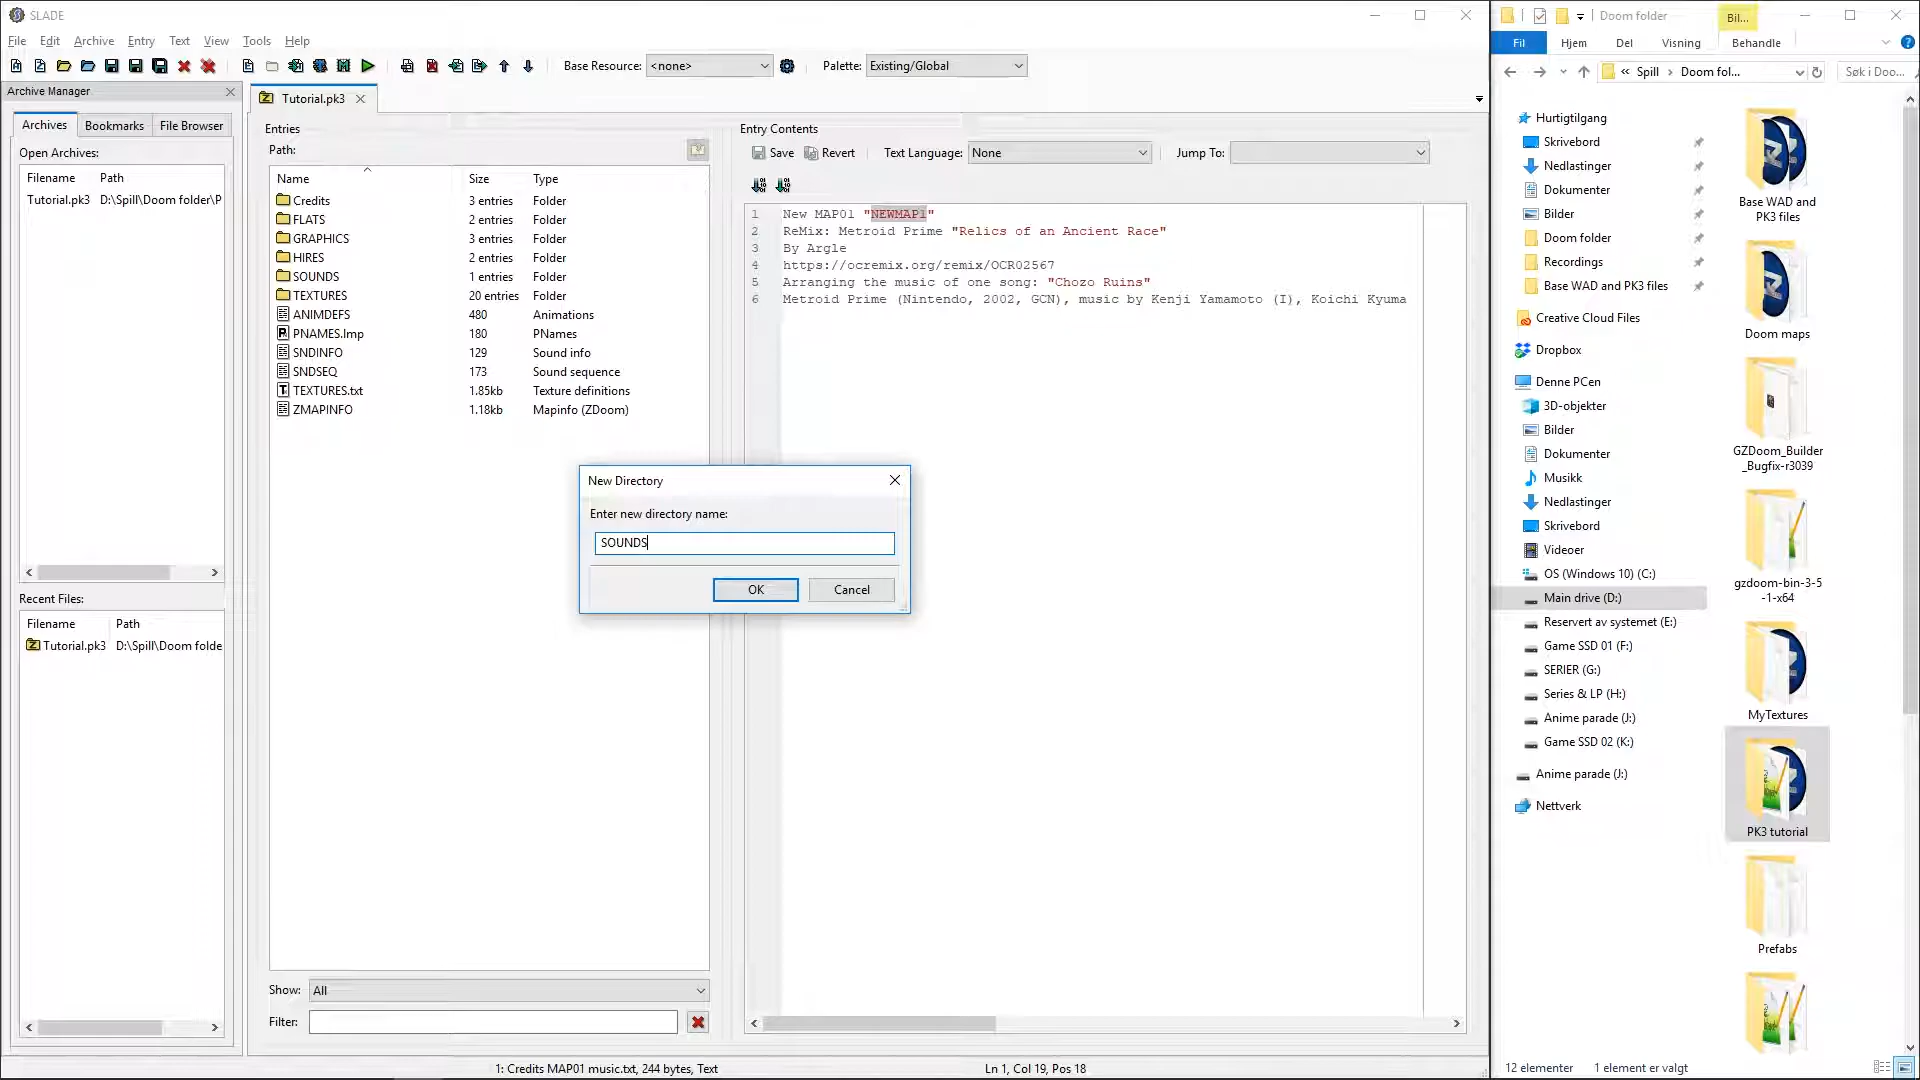 SLADE
File Edit Archive Entry Text View Tools Help
Base Resource: <none> Palette: Existing/Global
Archive Manager
Archives Bookmarks File Browser
Open Archives:
Filename Path
Tutorial.pk3 D:\Spill\Doom folder\P
Recent Files:
Filename Path
Tutorial.pk3 D:\Spill\Doom folde
Tutorial.pk3
Entries
Path:
Name Size Type
Credits 3 entries Folder
FLATS 2 entries Folder
GRAPHICS 3 entries Folder
HIRES 2 entries Folder
SOUNDS 1 entries Folder
TEXTURES 20 entries Folder
ANIMDEFS 480 Animations
PNAMES.lmp 180 PNames
SNDINFO 129 Sound info
SNDSEQ 173 Sound sequence
TEXTURES.txt 1.85kb Texture definitions
ZMAPINFO 1.18kb Mapinfo (ZDoom)
Show: All
Filter:
Entry Contents
Save Revert Text Language: None Jump To:
1 New MAP01 "NEWMAP1"
2 ReMix: Metroid Prime "Relics of an Ancient Race"
3 By Argle
4 https://ocremix.org/remix/OCR02567
5 Arranging the music of one song: "Chozo Ruins"
6 Metroid Prime (Nintendo, 2002, GCN), music by Kenji Yamamoto (I), Koichi Kyuma
New Directory
Enter new directory name:
SOUNDS
OK Cancel
1: Credits MAP01 music.txt, 244 bytes, Text
Ln 1, Col 19, Pos 18
Doom folder Bil...
Fil Hjem Del Visning Behandle
« Spill › Doom fol... Søk i Doo...
Hurtigtilgang
Skrivebord
Nedlastinger
Dokumenter
Bilder
Doom folder
Recordings
Base WAD and PK3 files
Creative Cloud Files
Dropbox
Denne PCen
3D-objekter
Bilder
Dokumenter
Musikk
Nedlastinger
Skrivebord
Videoer
OS (Windows 10) (C:)
Main drive (D:)
Reservert av systemet (E:)
Game SSD 01 (F:)
SERIER (G:)
Series & LP (H:)
Anime parade (J:)
Game SSD 02 (K:)
Anime parade (J:)
Nettverk
Base WAD and
PK3 files
Doom maps
GZDoom_Builder
_Bugfix-r3039
gzdoom-bin-3-5
-1-x64
MyTextures
PK3 tutorial
Prefabs
12 elementer 1 element er valgt